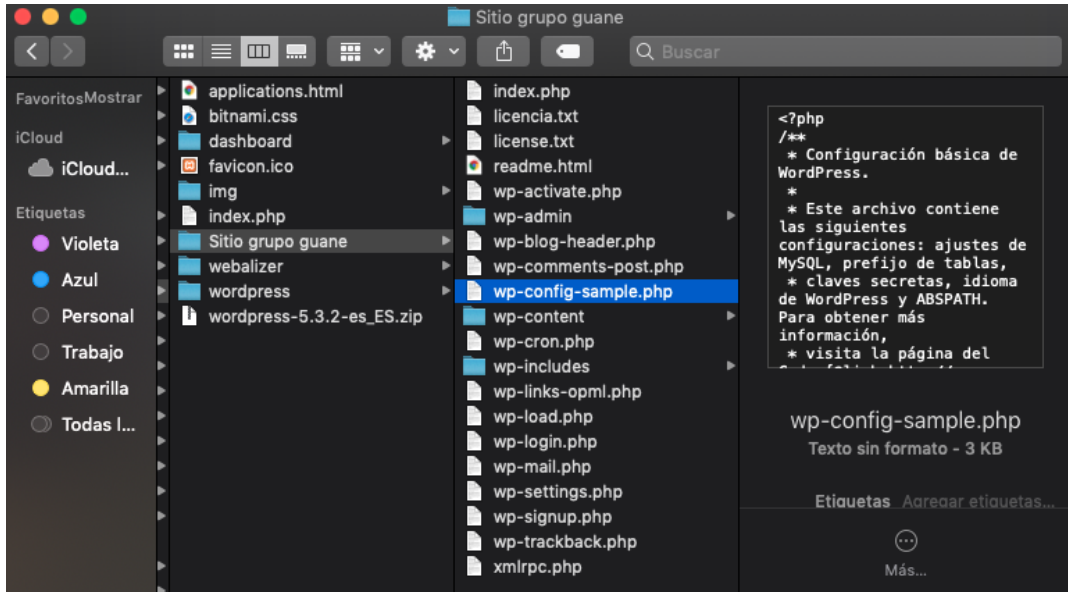 Sitio grupo guane
Buscar
FavoritosMostrar
iCloud
iCloud...
Etiquetas
Violeta
Azul
Personal
Trabajo
Amarilla
Todas l...
applications.html
bitnami.css
dashboard
favicon.ico
img
index.php
Sitio grupo guane
webalizer
wordpress
wordpress-5.3.2-es_ES.zip
index.php
licencia.txt
license.txt
readme.html
wp-activate.php
wp-admin
wp-blog-header.php
wp-comments-post.php
wp-config-sample.php
wp-content
wp-cron.php
wp-includes
wp-links-opml.php
wp-load.php
wp-login.php
wp-mail.php
wp-settings.php
wp-signup.php
wp-trackback.php
xmlrpc.php
<?php
/**
* Configuración básica de
WordPress.
*
* Este archivo contiene
las siguientes
configuraciones: ajustes de
MySQL, prefijo de tablas,
* claves secretas, idioma
de WordPress y ABSPATH.
Para obtener más
información,
* visita la página del
wp-config-sample.php
Texto sin formato - 3 KB
Etiquetas Agregar etiquetas...
Más...